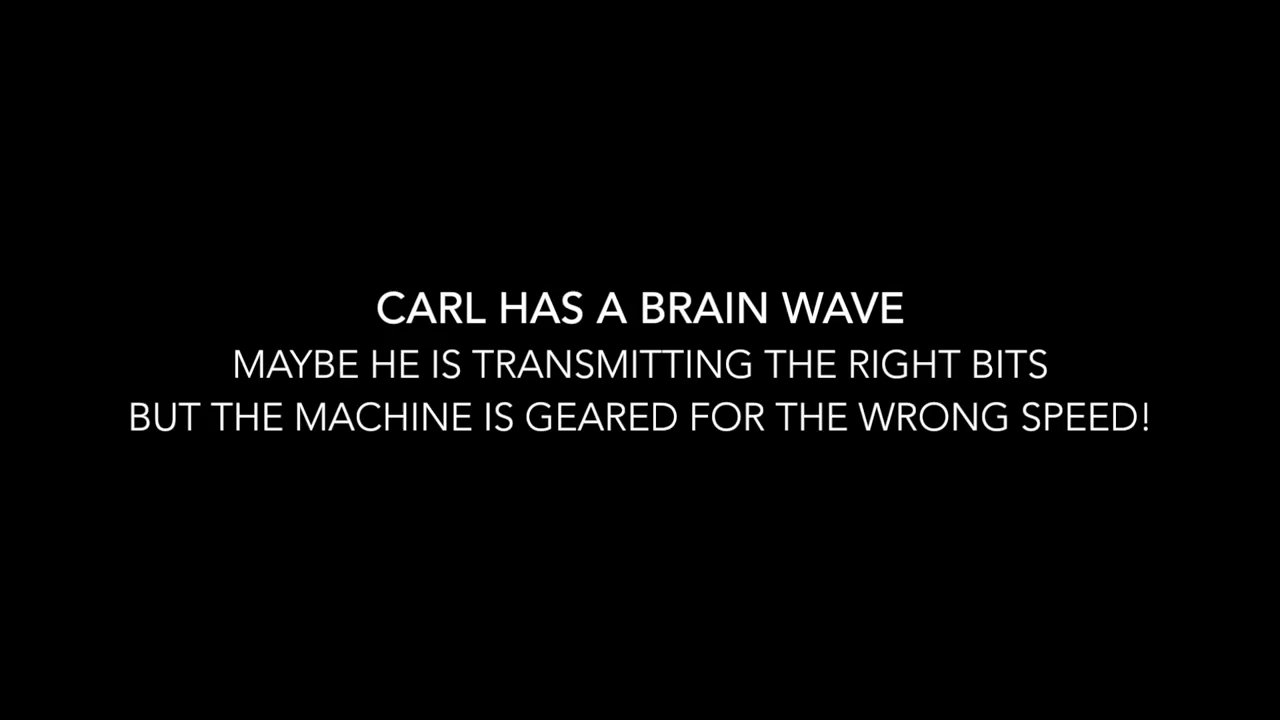 CARL HAS A BRAIN WAVE
MAYBE HE IS TRANSMITTING THE RIGHT BITS
BUT THE MACHINE IS GEARED FOR THE WRONG SPEED!